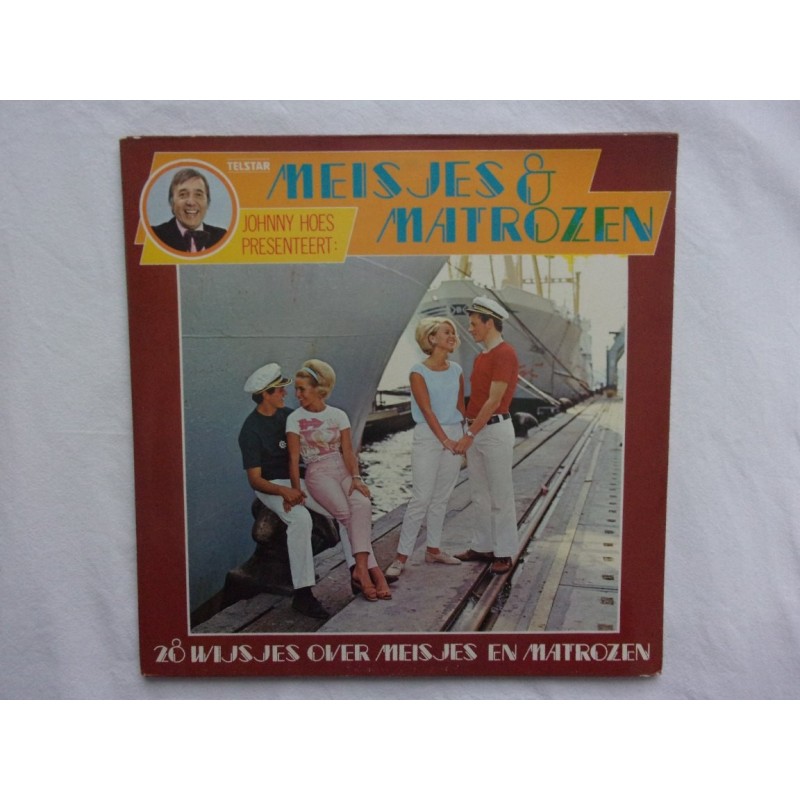 TELSTAR
MEISJES &
MATROZEN
JOHNNY HOES
PRESENTEERT:
28 WIJSJES OVER MEISJES EN MATROZEN